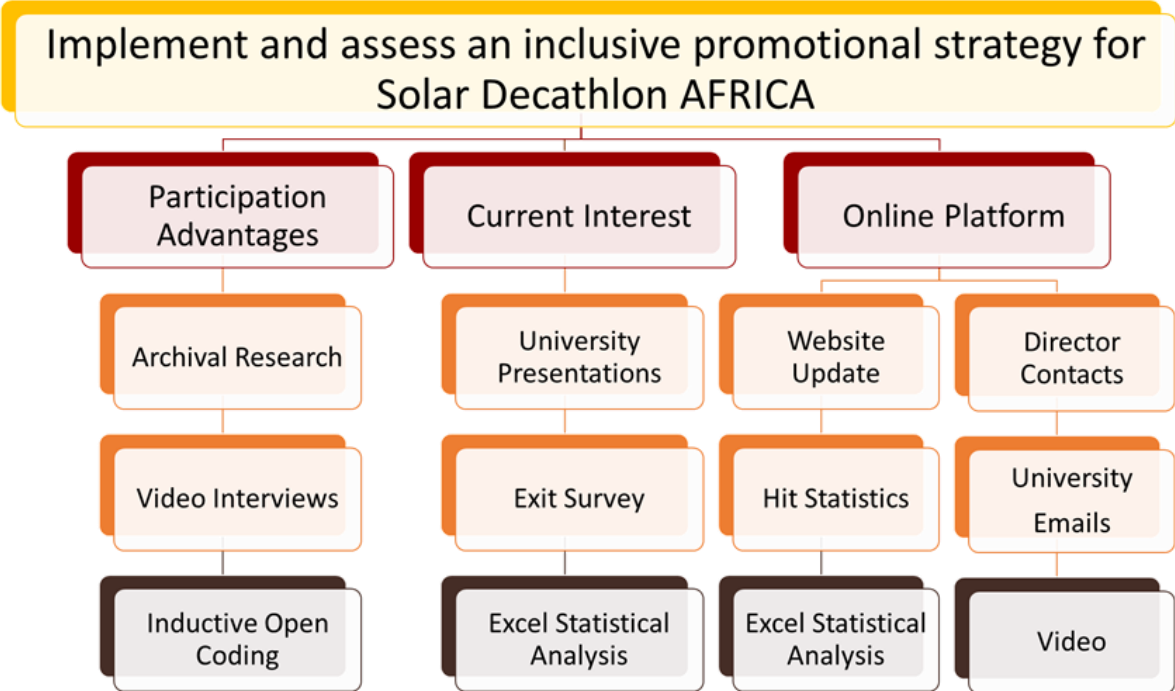 Implement and assess an inclusive promotional strategy for
Solar Decathlon AFRICA
Participation
Advantages
Current Interest
Online Platform
Archival Research
University
Presentations
Website
Update
Director
Contacts
Video Interviews
Exit Survey
Hit Statistics
University
Emails
Inductive Open
Coding
Excel Statistical
Analysis
Excel Statistical
Analysis
Video